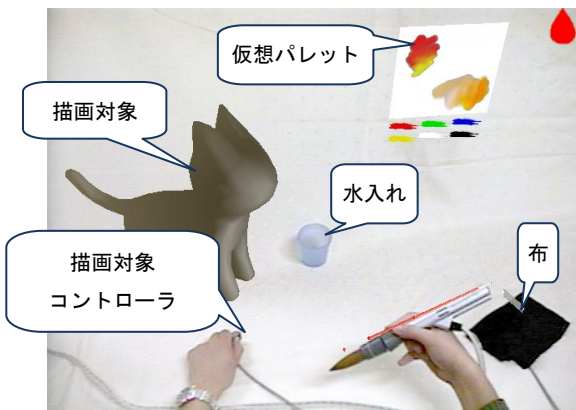 仮想パレット
描画対象
水入れ
布
描画対象
コントローラ